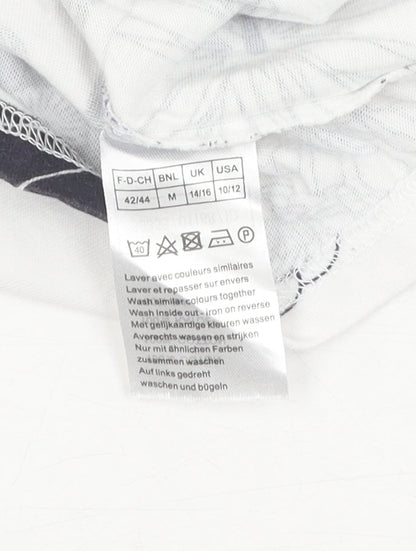 F-D-CH BNL UK USA
42/44 M 14/16 10/12
40 P
Laver avec couleurs similaires
Laver et repasser sur envers
Wash similar colours together
Wash inside out - iron on reverse
Met gelijkaardige kleuren wassen
Averechts wassen en strijken
Nur mit ähnlichen Farben
zusammen waschen
Auf links gedreht
waschen und bügeln